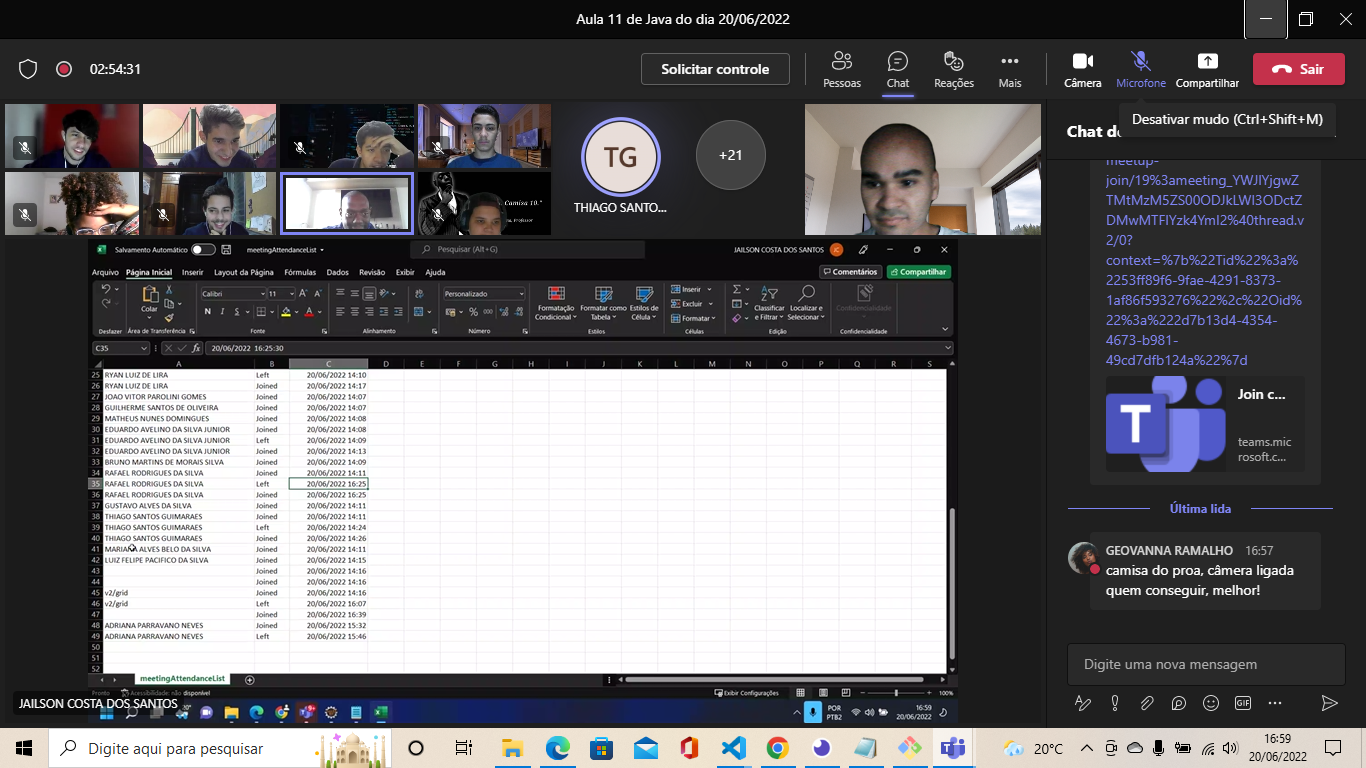 Aula 11 de Java do dia 20/06/2022
02:54:31
Solicitar controle
Pessoas
Chat
Reações
Mais
Câmera
Microfone
Compartilhar
Sair
Desativar mudo (Ctrl+Shift+M)
Chat d
TG
THIAGO SANTO...
+21
Camisa 10."
Salvamento Automático
meetingAttendanceList
Pesquisar (Alt+G)
JAILSON COSTA DOS SANTOS
JC
Arquivo Página Inicial Inserir Layout da Página Fórmulas Dados Revisão Exibir Ajuda
Comentários
Compartilhar
Colar
Calibri 11
N I S
Personalizado
Formatação Condicional
Formatar como Tabela
Estilos de Célula
Inserir
Excluir
Formatar
Classificar e Filtrar
Localizar e Selecionar
Confidencialidade
Desfazer Área de Transferência Fonte Alinhamento Número Estilos Células Edição Confidencialidade
C35 fx 20/06/2022 16:25:30
A B C D E F G H I J K L M N O P Q R S
25 RYAN LUIZ DE LIRA Left 20/06/2022 14:10
26 RYAN LUIZ DE LIRA Joined 20/06/2022 14:17
27 JOAO VITOR PAROLINI GOMES Joined 20/06/2022 14:07
28 GUILHERME SANTOS DE OLIVEIRA Joined 20/06/2022 14:07
29 MATHEUS NUNES DOMINGUES Joined 20/06/2022 14:08
30 EDUARDO AVELINO DA SILVA JUNIOR Joined 20/06/2022 14:08
31 EDUARDO AVELINO DA SILVA JUNIOR Left 20/06/2022 14:09
32 EDUARDO AVELINO DA SILVA JUNIOR Joined 20/06/2022 14:13
33 BRUNO MARTINS DE MORAIS SILVA Joined 20/06/2022 14:09
34 RAFAEL RODRIGUES DA SILVA Joined 20/06/2022 14:11
35 RAFAEL RODRIGUES DA SILVA Left 20/06/2022 16:25
36 RAFAEL RODRIGUES DA SILVA Joined 20/06/2022 16:25
37 GUSTAVO ALVES DA SILVA Joined 20/06/2022 14:11
38 THIAGO SANTOS GUIMARAES Joined 20/06/2022 14:11
39 THIAGO SANTOS GUIMARAES Left 20/06/2022 14:24
40 THIAGO SANTOS GUIMARAES Joined 20/06/2022 14:26
41 MARIANA ALVES BELO DA SILVA Joined 20/06/2022 14:11
42 LUIZ FELIPE PACIFICO DA SILVA Joined 20/06/2022 14:15
43 Joined 20/06/2022 14:16
44 Joined 20/06/2022 14:16
45 v2/grid Joined 20/06/2022 14:16
46 v2/grid Left 20/06/2022 16:07
47 Joined 20/06/2022 16:39
48 ADRIANA PARRAVANO NEVES Joined 20/06/2022 15:32
49 ADRIANA PARRAVANO NEVES Left 20/06/2022 15:46
50
51
52
meetingAttendanceList
Pronto Acessibilidade: não disponível
Exibir Configurações
100%
JAILSON COSTA DOS SANTOS
POR
PTB2
16:59
20/06/2022
meetup-
join/19%3ameeting_YWJlYjgwZ
TMtMzM5ZS00ODJkLWI3ODctZ
DMwMTFlYzk4YmI2%40thread.v
2/0?
context=%7b%22Tid%22%3a%
2253ff89f6-9fae-4291-8373-
1af86f593276%22%2c%22Oid%
22%3a%222d7b13d4-4354-
4673-b981-
49cd7dfb124a%22%7d
Join c...
teams.mic
rosoft.c...
Última lida
GEOVANNA RAMALHO 16:57
camisa do proa, câmera ligada
quem conseguir, melhor!
Digite uma nova mensagem
GIF
Digite aqui para pesquisar
20°C
16:59
20/06/2022